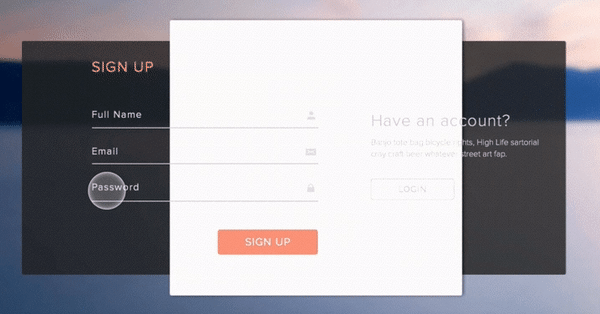 SIGN UP
Full Name
Email
Password
SIGN UP
Have an account?
Banjo tote bag bicycle rights, High Life sartorial
cray craft beer whatever street art fap.
LOGIN